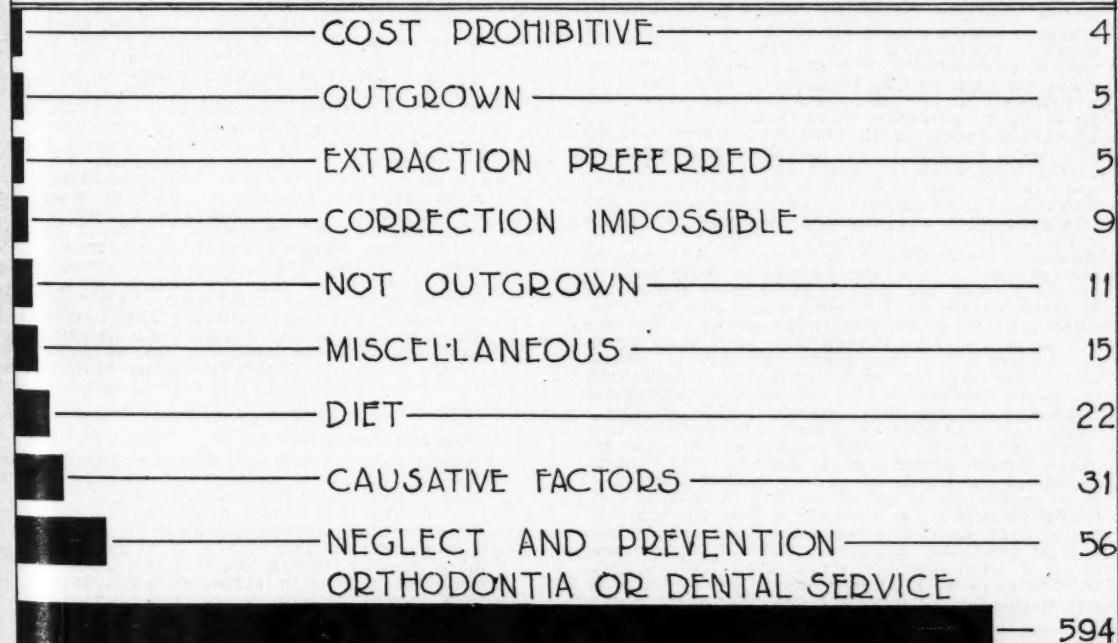 COST PROHIBITIVE 4
OUTGROWN 5
EXTRACTION PREFERRED 5
CORRECTION IMPOSSIBLE 9
NOT OUTGROWN 11
MISCELLANEOUS 15
DIET 22
CAUSATIVE FACTORS 31
NEGLECT AND PREVENTION 56
ORTHODONTIA OR DENTAL SERVICE
594